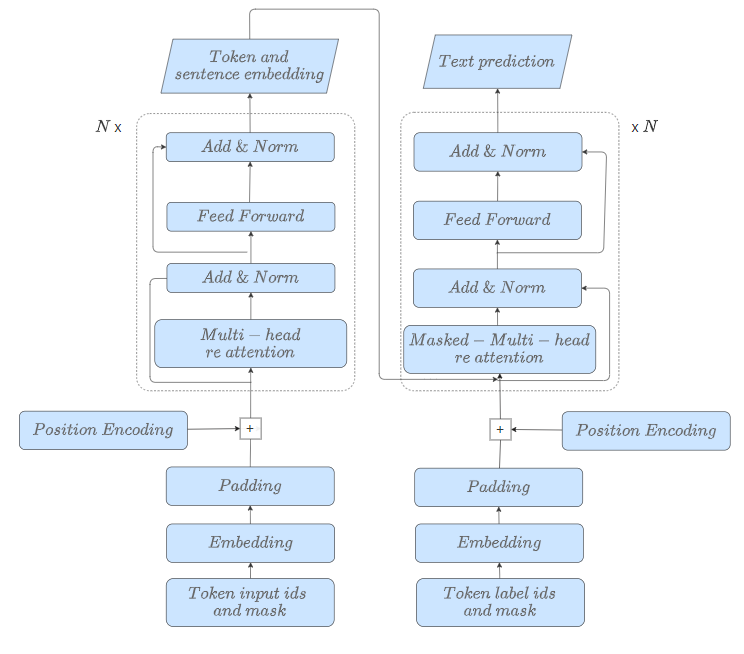 Token and
sentence embedding
N x
Add & Norm
Feed Forward
Add & Norm
Multi − head
re attention
Position Encoding
+
Padding
Embedding
Token input ids
and mask
Text prediction
x N
Add & Norm
Feed Forward
Add & Norm
Masked − Multi − head
re attention
+
Position Encoding
Padding
Embedding
Token label ids
and mask